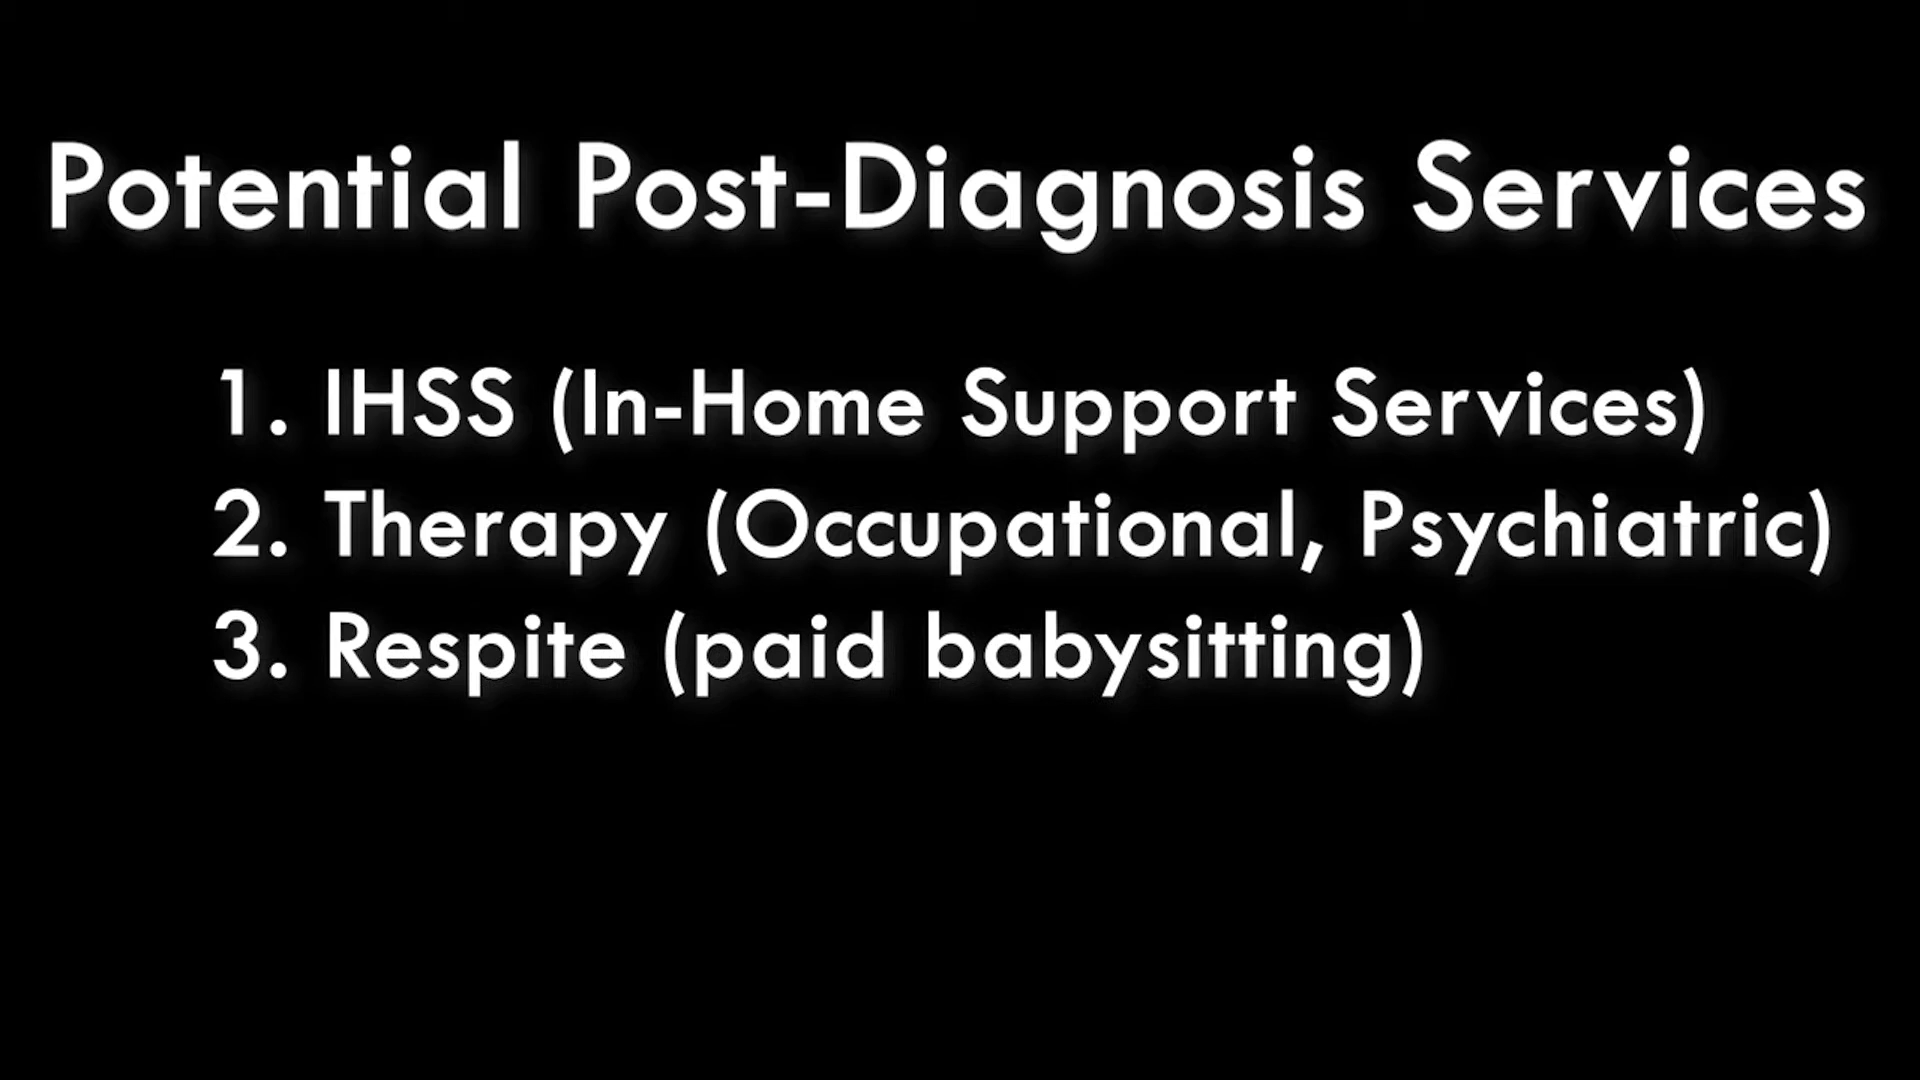 Potential Post-Diagnosis Services
1. IHSS (In-Home Support Services)
2. Therapy (Occupational, Psychiatric)
3. Respite (paid babysitting)